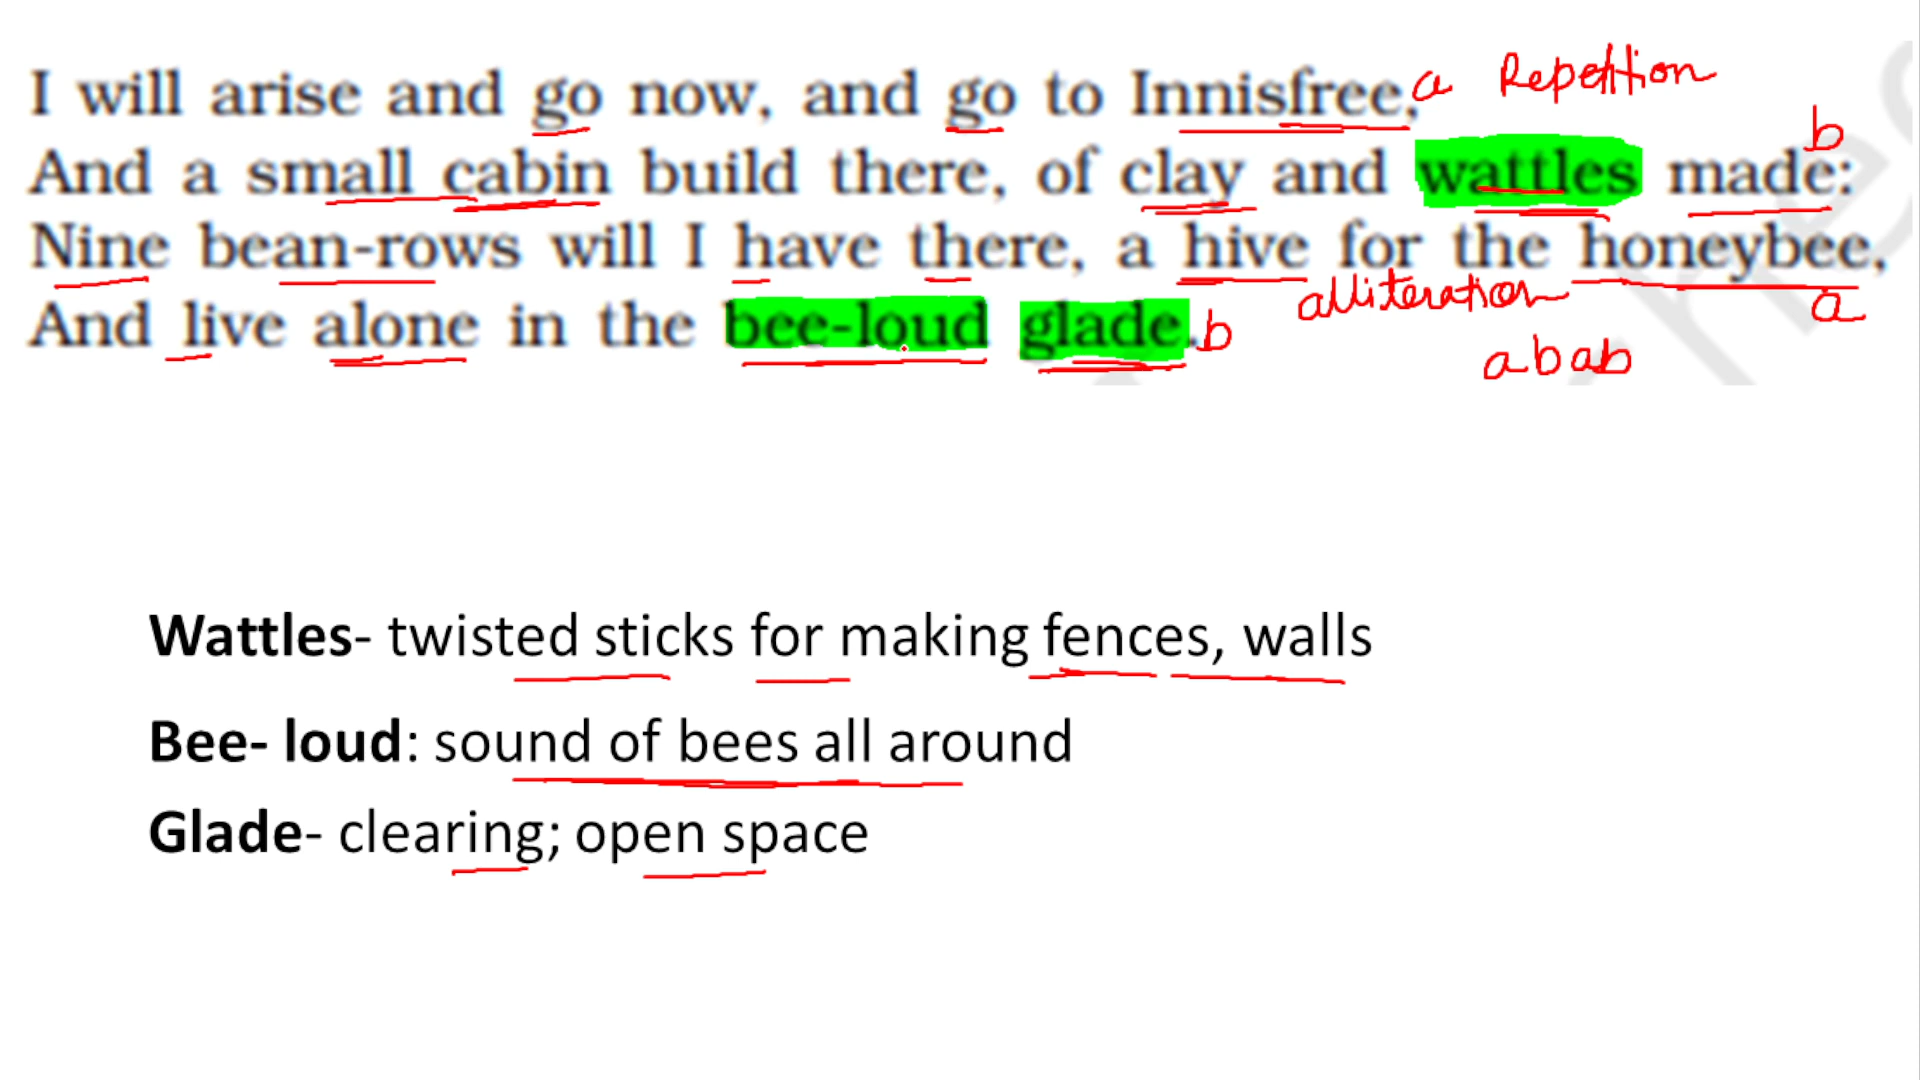 I will arise and go now, and go to Innisfree, a Repetition
And a small cabin build there, of clay and wattles made: b
Nine bean-rows will I have there, a hive for the honeybee, a
alliteration
And live alone in the bee-loud glade. b
abab
Wattles- twisted sticks for making fences, walls
Bee- loud: sound of bees all around
Glade- clearing; open space